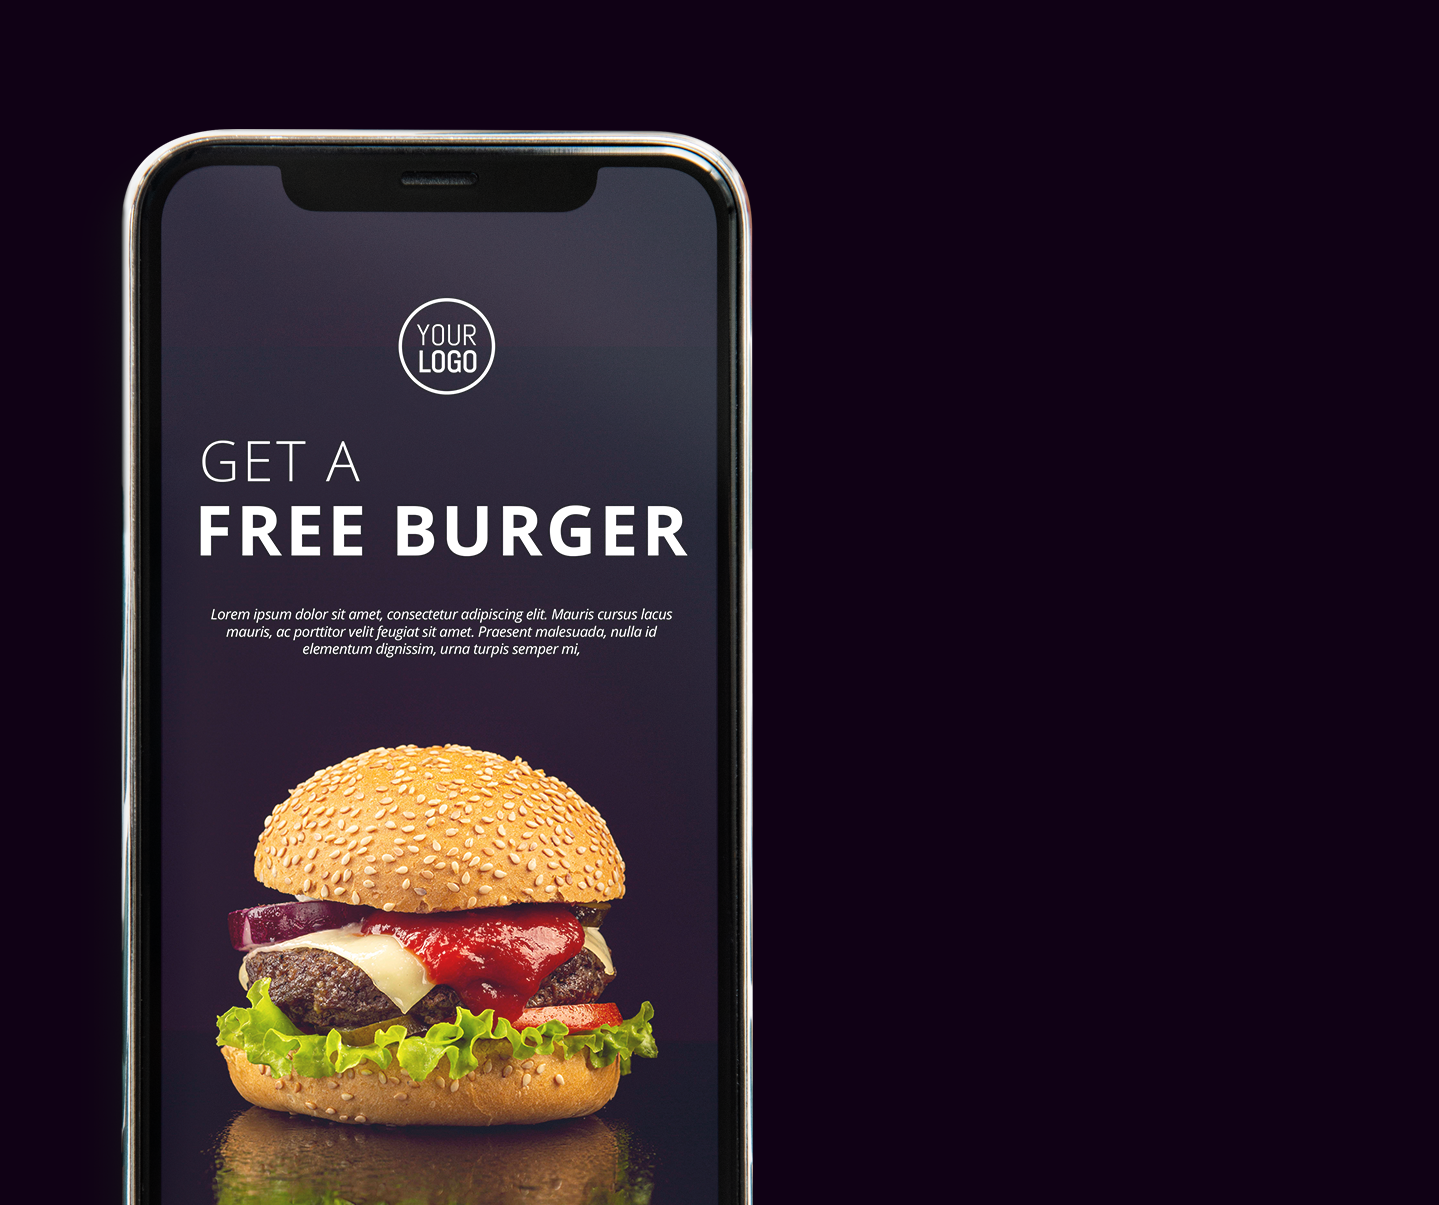 YOUR
LOGO
GET A
FREE BURGER
Lorem ipsum dolor sit amet, consectetur adipiscing elit. Mauris cursus lacus
mauris, ac porttitor velit feugiat sit amet. Praesent malesuada, nulla id
elementum dignissim, urna turpis semper mi,